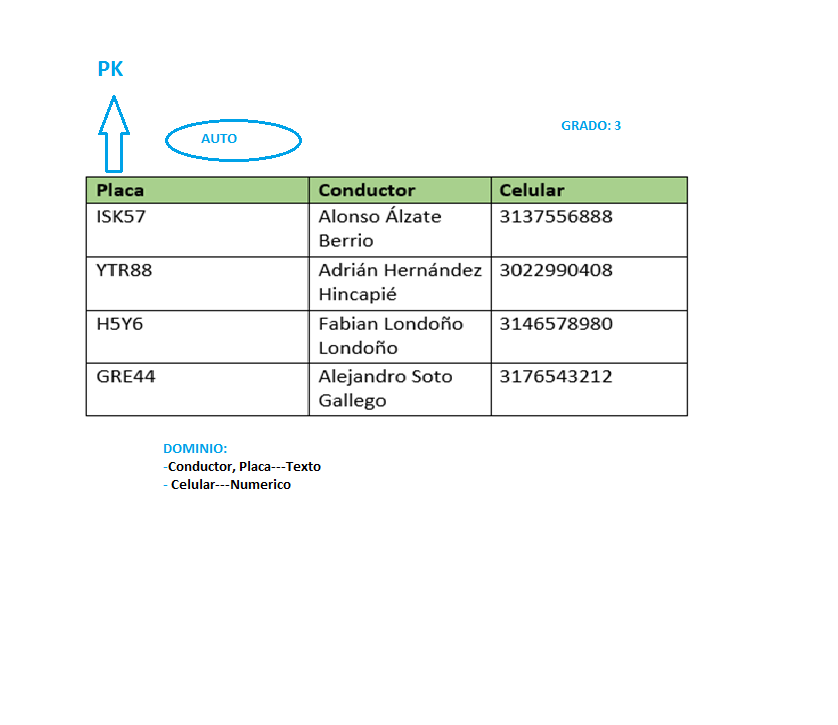 PK
AUTO
GRADO: 3
Placa Conductor Celular
ISK57 Alonso Álzate 3137556888
Berrio
YTR88 Adrián Hernández 3022990408
Hincapié
H5Y6 Fabian Londoño 3146578980
Londoño
GRE44 Alejandro Soto 3176543212
Gallego
DOMINIO:
-Conductor, Placa---Texto
- Celular---Numerico